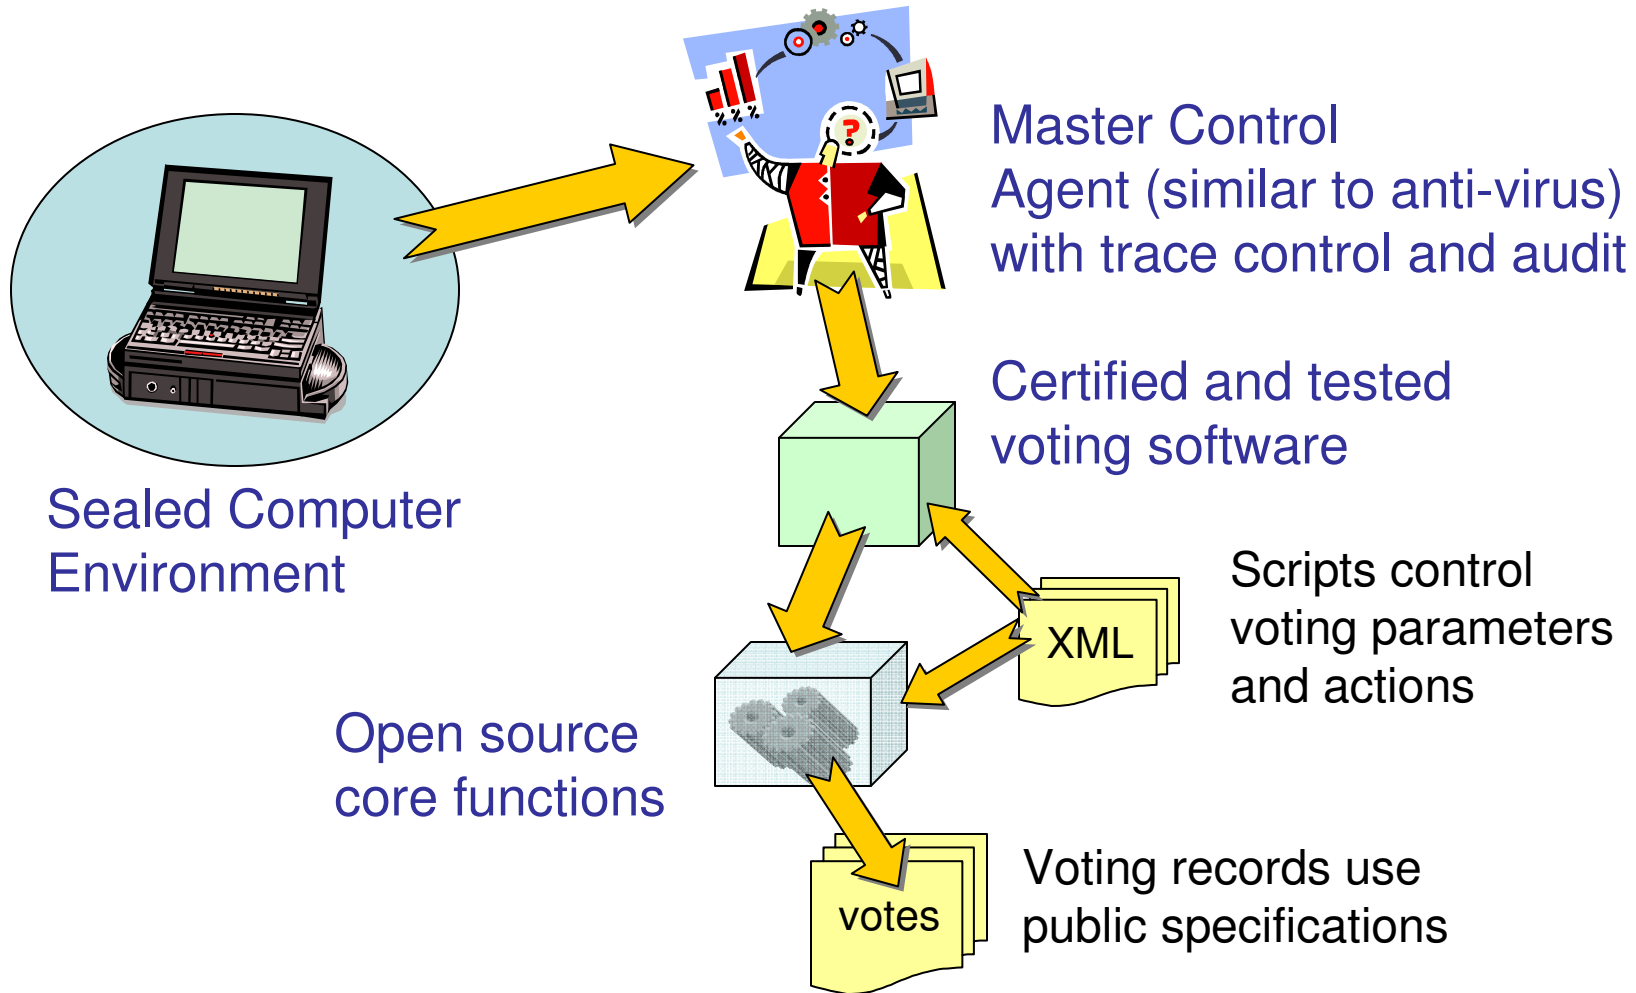 Master Control
Agent (similar to anti-virus)
with trace control and audit
Certified and tested
voting software
Sealed Computer
Environment
Scripts control
voting parameters
and actions
XML
Open source
core functions
Voting records use
public specifications
votes
?
% % % %